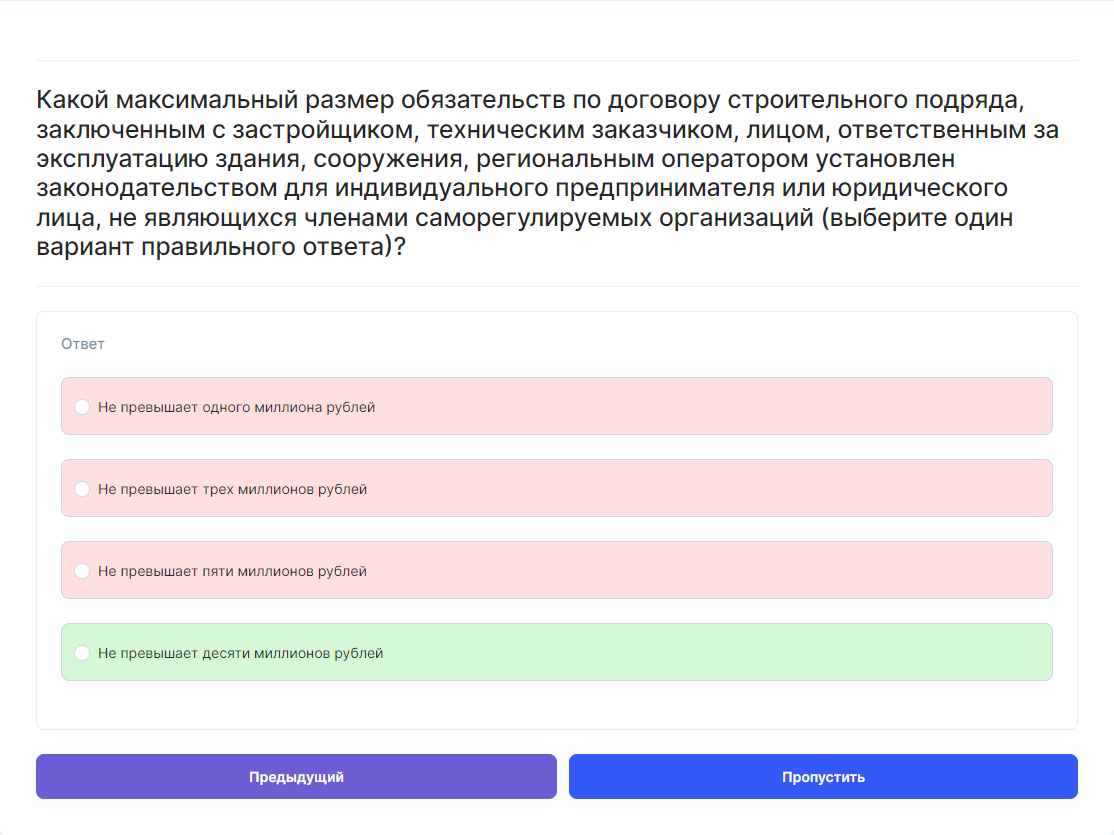 Какой максимальный размер обязательств по договору строительного подряда,
заключенным с застройщиком, техническим заказчиком, лицом, ответственным за
эксплуатацию здания, сооружения, региональным оператором установлен
законодательством для индивидуального предпринимателя или юридического
лица, не являющихся членами саморегулируемых организаций (выберите один
вариант правильного ответа)?
Ответ
Не превышает одного миллиона рублей
Не превышает трех миллионов рублей
Не превышает пяти миллионов рублей
Не превышает десяти миллионов рублей
Предыдущий
Пропустить